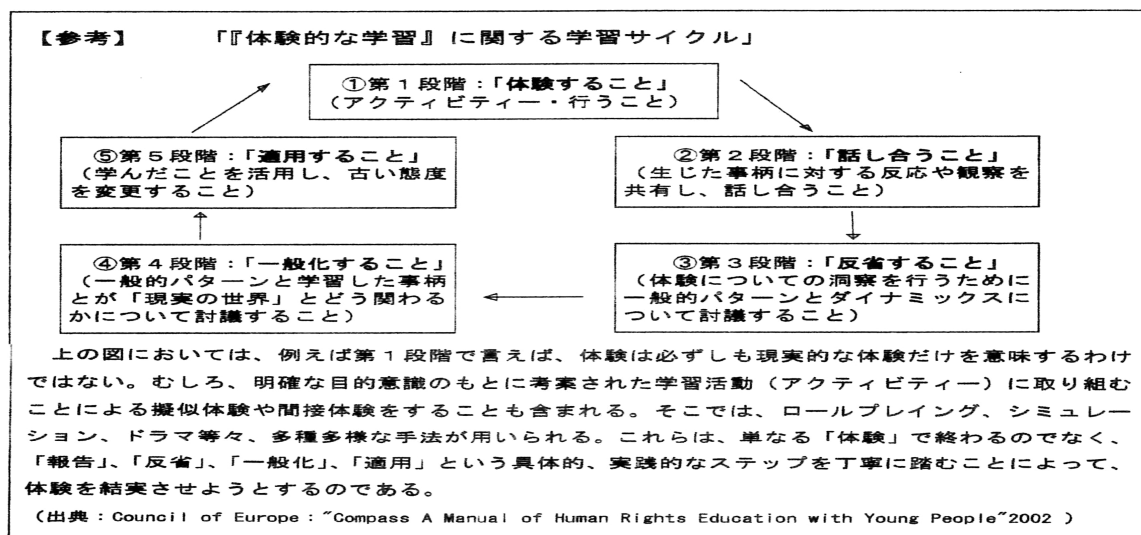 【参考】　「『体験的な学習』に関する学習サイクル」
①第１段階：「体験すること」
（アクティビティー・行うこと）
②第２段階：「話し合うこと」
（生じた事柄に対する反応や観察を
共有し、話し合うこと）
③第３段階：「反省すること」
（体験についての洞察を行うために
一般的パターンとダイナミックスに
ついて討議すること）
④第４段階：「一般化すること」
（一般的パターンと学習した事柄
とが「現実の世界」とどう関わる
かについて討議すること）
⑤第５段階：「適用すること」
（学んだことを活用し、古い態度
を変更すること）
上の図においては、例えば第１段階で言えば、体験は必ずしも現実的な体験だけを意味するわけ
ではない。むしろ、明確な目的意識のもとに考案された学習活動（アクティビティー）に取り組む
ことによる擬似体験や間接体験をすることも含まれる。そこでは、ロールプレイング、シミュレー
ション、ドラマ等々、多種多様な手法が用いられる。これらは、単なる「体験」で終わるのでなく、
「報告」、「反省」、「一般化」、「適用」という具体的、実践的なステップを丁寧に踏むことによって、
体験を結実させようとするのである。
（出典：Council of Europe："Compass A Manual of Human Rights Education with Young People"2002 ）